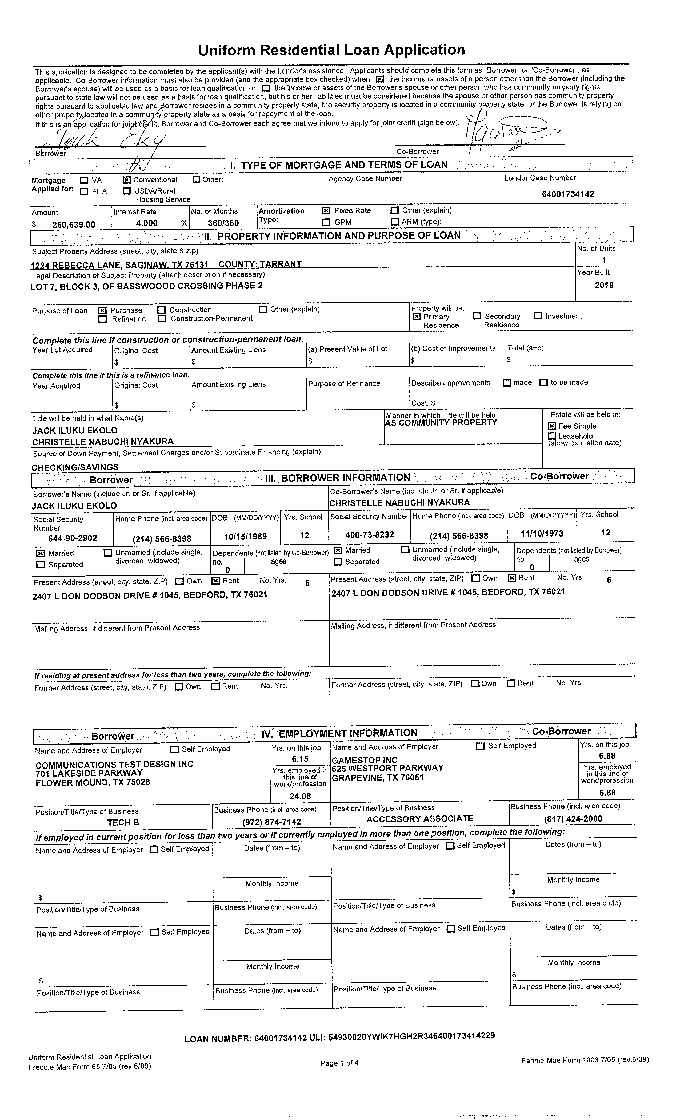 Uniform Residential Loan Application
This application is designed to be completed by the applicant(s) with the Lender's assistance. Applicants should complete this form as "Borrower" or "Co-Borrower", as
applicable. Co-Borrower information must also be provided (and the appropriate box checked) when the income or assets of a person other than the Borrower (including the
Borrower's spouse) will be used as a basis for loan qualification or the income or assets of the Borrower's spouse or other person who has community property rights
pursuant to state law will not be used as a basis for loan qualification, but his or her liabilities must be considered because the spouse or other person has community property
rights pursuant to applicable law and Borrower resides in a community property state, the security property is located in a community property state, or the Borrower is relying on
other property located in a community property state as a basis for repayment of the loan.
If this is an application for joint credit, Borrower and Co-Borrower each agree that we intend to apply for joint credit (sign below).
Borrower Co-Borrower
I. TYPE OF MORTGAGE AND TERMS OF LOAN
Mortgage Applied for: VA Conventional Other: Agency Case Number Lender Case Number
FHA USDA/Rural Housing Service 64001734142
Amount Interest Rate No. of Months Amortization Type: Fixed Rate Other (explain)
$ 260,639.00 4.000 % 360/360 GPM ARM (type):
II. PROPERTY INFORMATION AND PURPOSE OF LOAN
Subject Property Address (street, city, state & zip) No. of Units
1224 REBECCA LANE, SAGINAW, TX 76131 COUNTY: TARRANT 1
Legal Description of Subject Property (attach description if necessary) Year Built
LOT 7, BLOCK 3, OF BASSWOOOD CROSSING PHASE 2 2019
Purpose of Loan Purchase Construction Other (explain) Property will be:
Refinance Construction-Permanent Primary Residence Secondary Residence Investment
Complete this line if construction or construction-permanent loan.
Year Lot Acquired Original Cost Amount Existing Liens (a) Present Value of Lot (b) Cost of Improvements Total (a+b)
$ $ $ $ $
Complete this line if this is a refinance loan.
Year Acquired Original Cost Amount Existing Liens Purpose of Refinance Describe Improvements made to be made
$ $ Cost: $
Title will be held in what Name(s) Manner in which Title will be held Estate will be held in:
JACK ILUKU EKOLO AS COMMUNITY PROPERTY Fee Simple
CHRISTELLE NABUCHI NYAKURA Leasehold (show expiration date)
Source of Down Payment, Settlement Charges and/or Subordinate Financing (explain)
CHECKING/SAVINGS
Borrower III. BORROWER INFORMATION Co-Borrower
Borrower's Name (include Jr. or Sr. if applicable) Co-Borrower's Name (include Jr. or Sr. if applicable)
JACK ILUKU EKOLO CHRISTELLE NABUCHI NYAKURA
Social Security Number Home Phone (incl. area code) DOB (MM/DD/YYYY) Yrs. School Social Security Number Home Phone (incl. area code) DOB (MM/DD/YYYY) Yrs. School
644-90-2902 (214) 566-8398 10/15/1969 12 400-73-8232 (214) 566-8398 11/10/1973 12
Married Unmarried (include single, divorced, widowed) Dependents (not listed by Co-Borrower) Married Unmarried (include single, divorced, widowed) Dependents (not listed by Borrower)
Separated no. 0 ages Separated no. 0 ages
Present Address (street, city, state, ZIP) Own Rent No. Yrs. 6 Present Address (street, city, state, ZIP) Own Rent No. Yrs 6
2407 L DON DODSON DRIVE # 1045, BEDFORD, TX 76021 2407 L DON DODSON DRIVE # 1045, BEDFORD, TX 76021
Mailing Address, if different from Present Address Mailing Address, if different from Present Address
If residing at present address for less than two years, complete the following:
Former Address (street, city, state, ZIP) Own Rent No. Yrs. Former Address (street, city, state, ZIP) Own Rent No. Yrs
Borrower IV. EMPLOYMENT INFORMATION Co-Borrower
Name and Address of Employer Self Employed Yrs. on this job Name and Address of Employer Self Employed Yrs. on this job
COMMUNICATIONS TEST DESIGN INC 6.15 GAMESTOP INC 6.88
701 LAKESIDE PARKWAY Yrs. employed in this line of work/profession 625 WESTPORT PARKWAY Yrs. employed in this line of work/profession
FLOWER MOUND, TX 75028 24.08 GRAPEVINE, TX 76051 6.88
Position/Title/Type of Business Business Phone (incl. area code) Position/Title/Type of Business Business Phone (incl. area code)
TECH B (972) 874-7142 ACCESSORY ASSOCIATE (817) 424-2000
If employed in current position for less than two years or if currently employed in more than one position, complete the following:
Name and Address of Employer Self Employed Dates (from – to) Name and Address of Employer Self Employed Dates (from – to)
Monthly Income Monthly Income
$ $
Position/Title/Type of Business Business Phone (incl. area code) Position/Title/Type of Business Business Phone (incl. area code)
Name and Address of Employer Self Employed Dates (from – to) Name and Address of Employer Self Employed Dates (from – to)
Monthly Income Monthly Income
$ $
Position/Title/Type of Business Business Phone (incl. area code) Position/Title/Type of Business Business Phone (incl. area code)
LOAN NUMBER: 64001734142 ULI: 54930020YWIK7HGH2R346400173414229
Uniform Residential Loan Application
Freddie Mac Form 65 7/05 (rev.6/09) Page 1 of 4 Fannie Mae Form 1003 7/05 (rev.6/09)